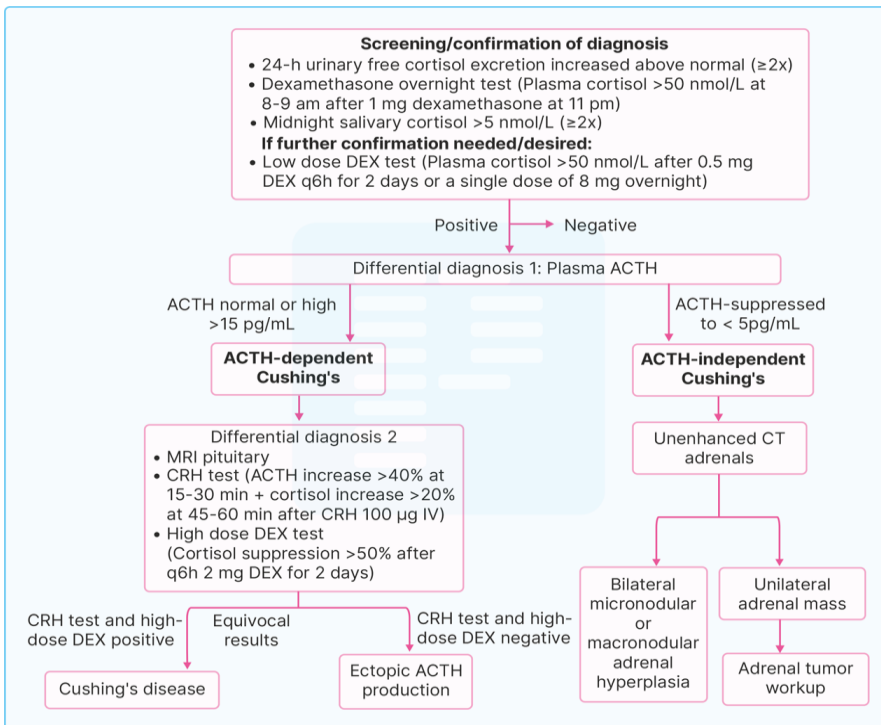 Screening/confirmation of diagnosis
• 24-h urinary free cortisol excretion increased above normal (≥2x)
• Dexamethasone overnight test (Plasma cortisol >50 nmol/L at
8-9 am after 1 mg dexamethasone at 11 pm)
• Midnight salivary cortisol >5 nmol/L (≥2x)
If further confirmation needed/desired:
• Low dose DEX test (Plasma cortisol >50 nmol/L after 0.5 mg
DEX q6h for 2 days or a single dose of 8 mg overnight)
Positive
Negative
Differential diagnosis 1: Plasma ACTH
ACTH normal or high
>15 pg/mL
ACTH-suppressed
to < 5pg/mL
ACTH-dependent
Cushing's
ACTH-independent
Cushing's
Differential diagnosis 2
• MRI pituitary
• CRH test (ACTH increase >40% at
15-30 min + cortisol increase >20%
at 45-60 min after CRH 100 μg IV)
• High dose DEX test
(Cortisol suppression >50% after
q6h 2 mg DEX for 2 days)
Unenhanced CT
adrenals
CRH test and high-
dose DEX positive
Equivocal
results
CRH test and high-
dose DEX negative
Cushing's disease
Ectopic ACTH
production
Bilateral
micronodular
or
macronodular
adrenal
hyperplasia
Unilateral
adrenal mass
Adrenal tumor
workup